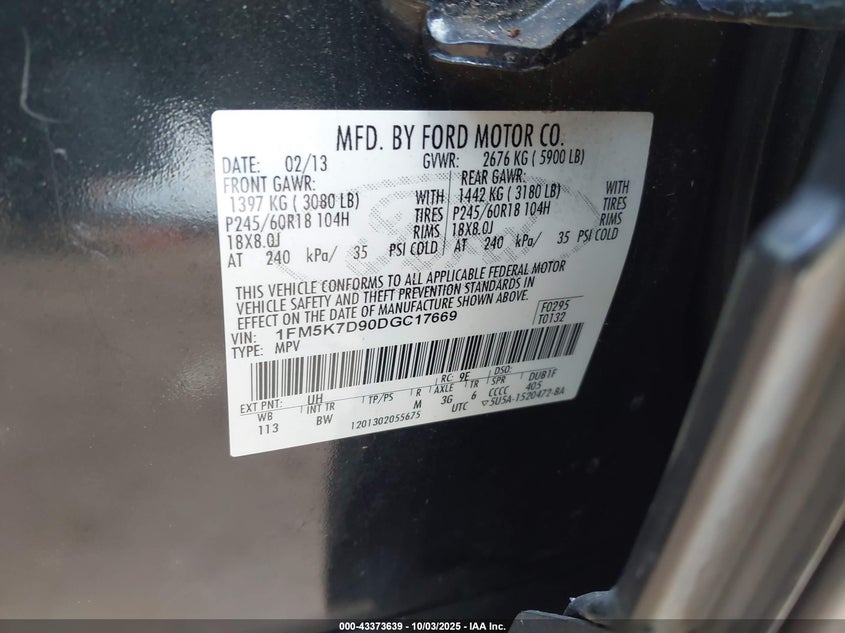 MFD. BY FORD MOTOR CO.
DATE: 02/13 GVWR: 2676 KG ( 5900 LB)
FRONT GAWR: REAR GAWR:
1397 KG ( 3080 LB) WITH 1442 KG ( 3180 LB) WITH
P245/60R18 104H TIRES P245/60R18 104H TIRES
18X8.0J RIMS 18X8.0J RIMS
AT 240 kPa/ 35 PSI COLD AT 240 kPa/ 35 PSI COLD
THIS VEHICLE CONFORMS TO ALL APPLICABLE FEDERAL MOTOR
VEHICLE SAFETY AND THEFT PREVENTION STANDARDS IN
EFFECT ON THE DATE OF MANUFACTURE SHOWN ABOVE.
VIN: 1FM5K7D90DGC17669 F0295
TYPE: MPV T0132
EXT PNT: UH RC: 9F DSO: DUB1F
WB INT TR TP/PS R AXLE TR SPR 405
113 BW M 3G 6 CCCC
1201302055675 UTC ▽5U5A-1520472-BA
000-43373639 - 10/03/2025 - IAA Inc.